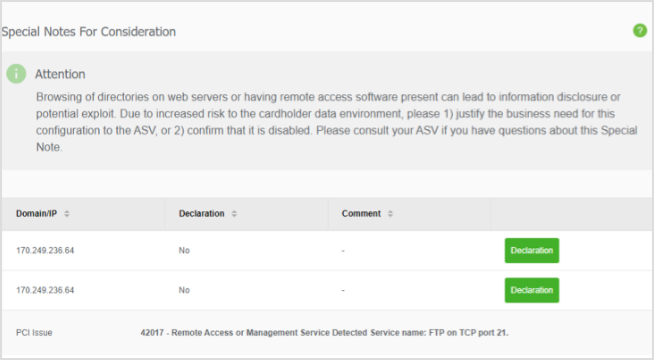 Special Notes For Consideration
?
i
Attention
Browsing of directories on web servers or having remote access software present can lead to information disclosure or
potential exploit. Due to increased risk to the cardholder data environment, please 1) justify the business need for this
configuration to the ASV, or 2) confirm that it is disabled. Please consult your ASV if you have questions about this Special
Note.
Domain/IP Declaration Comment
170.249.236.64 No - Declaration
170.249.236.64 No - Declaration
PCI Issue 42017 - Remote Access or Management Service Detected Service name: FTP on TCP port 21.